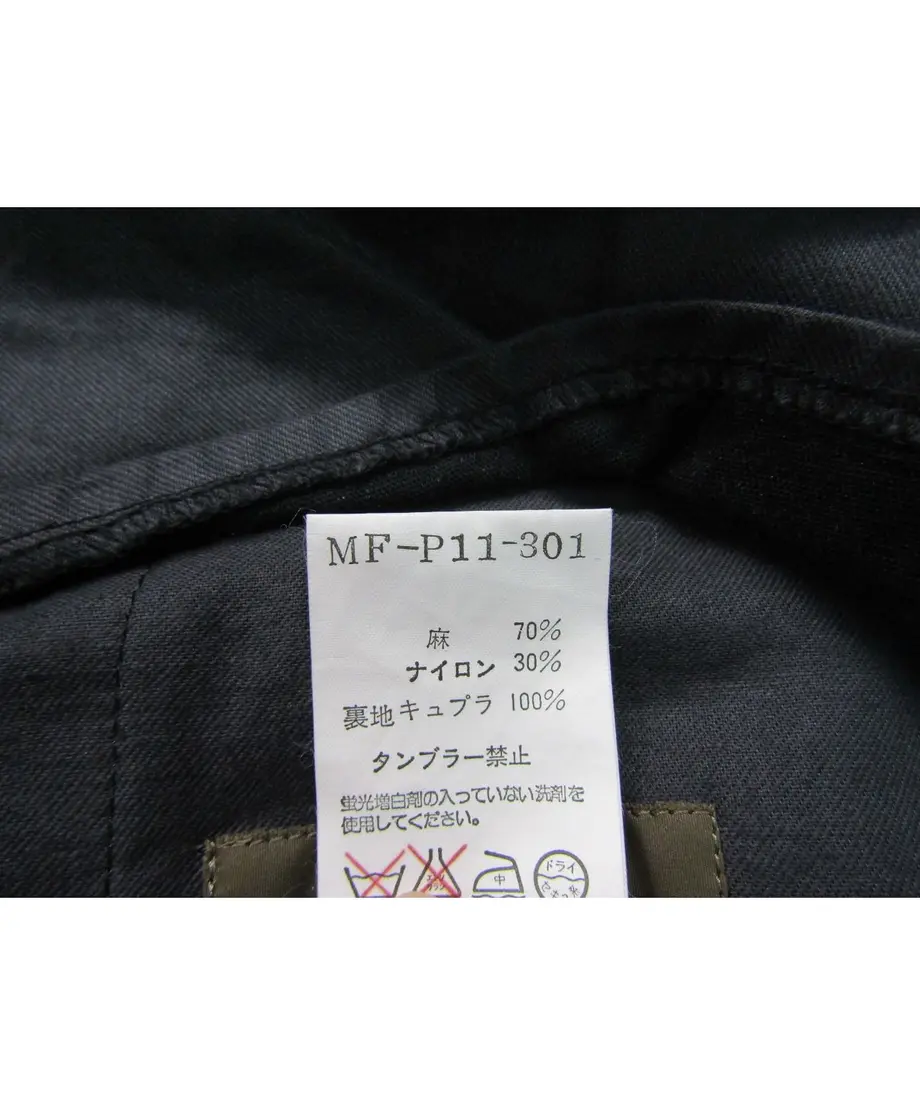 MF-P11-301
麻 70%
ナイロン 30%
裏地キュプラ 100%
タンブラー禁止
蛍光増白剤の入っていない洗剤を
使用してください。
中
ドライ